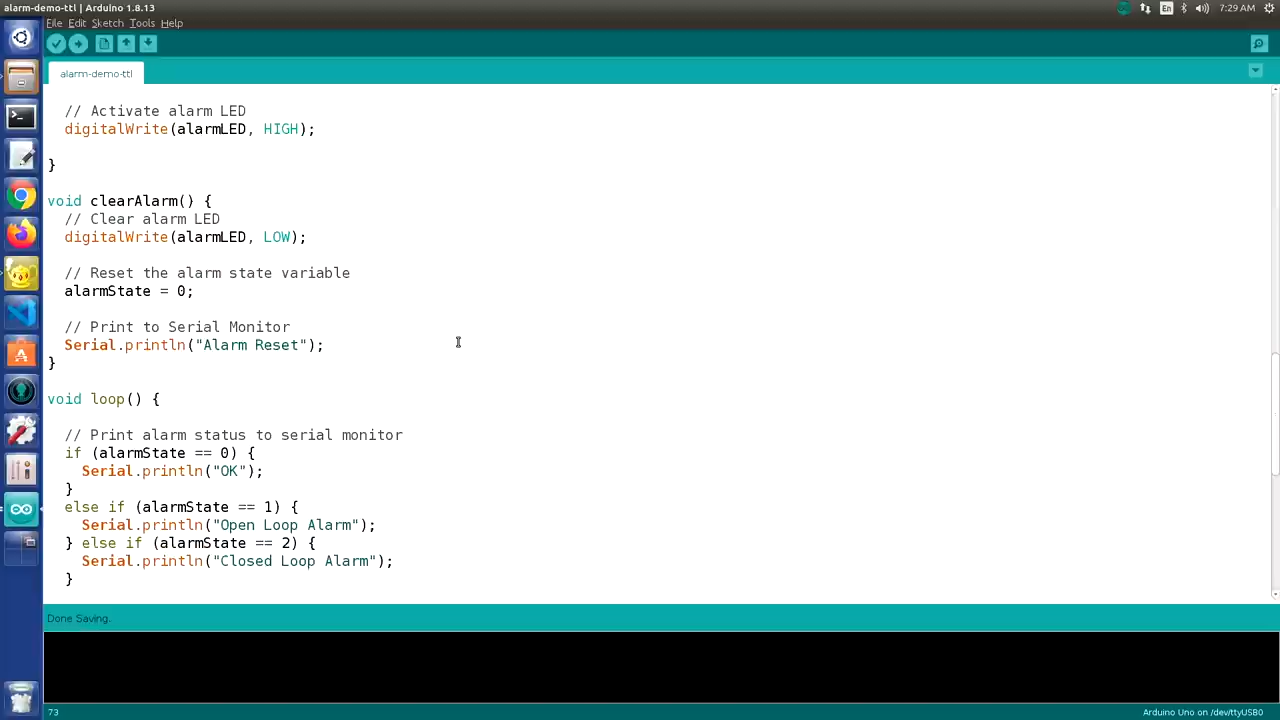 alarm-demo-ttl | Arduino 1.8.13
En
7:29 AM
File Edit Sketch Tools Help
alarm-demo-ttl
// Activate alarm LED
digitalWrite(alarmLED, HIGH);
}
void clearAlarm() {
// Clear alarm LED
digitalWrite(alarmLED, LOW);
// Reset the alarm state variable
alarmState = 0;
// Print to Serial Monitor
Serial.println("Alarm Reset");
}
void loop() {
// Print alarm status to serial monitor
if (alarmState == 0) {
Serial.println("OK");
}
else if (alarmState == 1) {
Serial.println("Open Loop Alarm");
} else if (alarmState == 2) {
Serial.println("Closed Loop Alarm");
}
Done Saving.
73
Arduino Uno on /dev/ttyUSB0